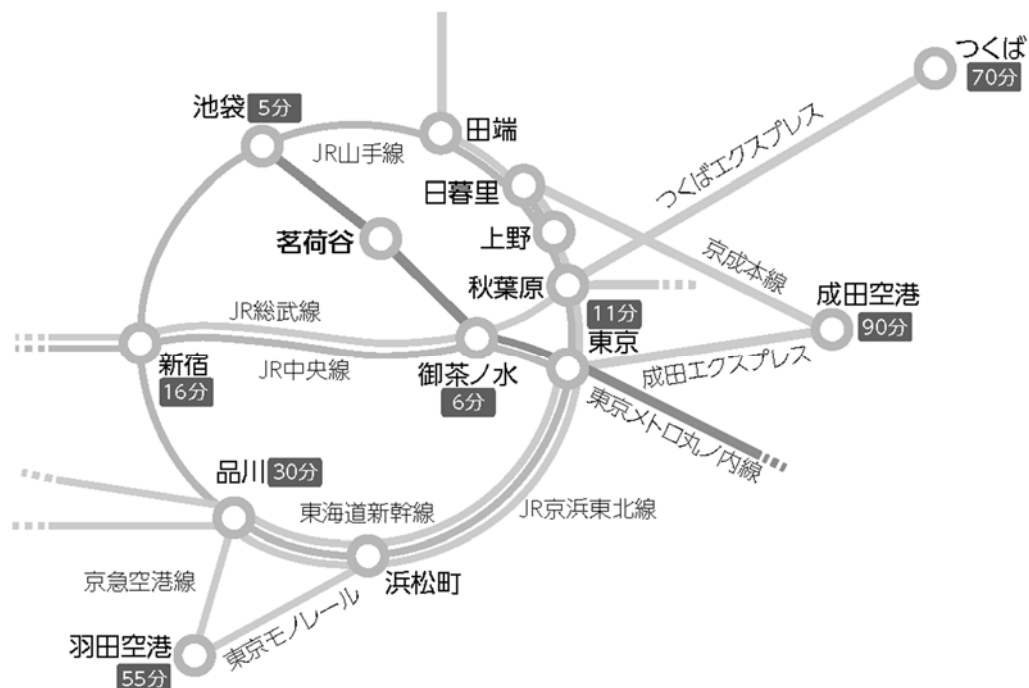 つくば
70分
池袋 5分
田端
JR山手線
つくばエクスプレス
日暮里
茗荷谷
上野
京成本線
秋葉原
成田空港
JR総武線
11分
90分
東京
新宿
JR中央線
御茶ノ水
成田エクスプレス
16分
6分
東京メトロ丸ノ内線
品川 30分
東海道新幹線
JR京浜東北線
京急空港線
浜松町
東京モノレール
羽田空港
55分